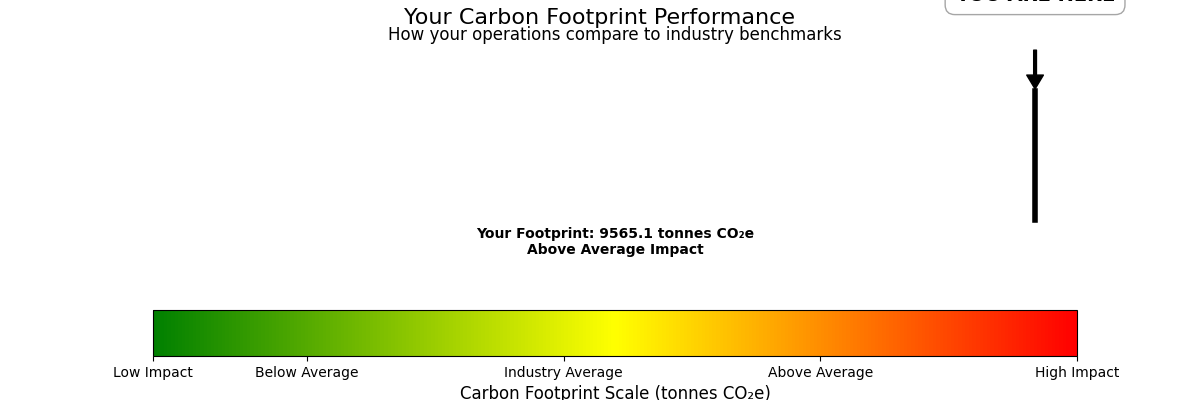 Your Carbon Footprint Performance
How your operations compare to industry benchmarks
Your Footprint: 9565.1 tonnes CO₂e
Above Average Impact
Low Impact Below Average Industry Average Above Average High Impact
Carbon Footprint Scale (tonnes CO₂e)